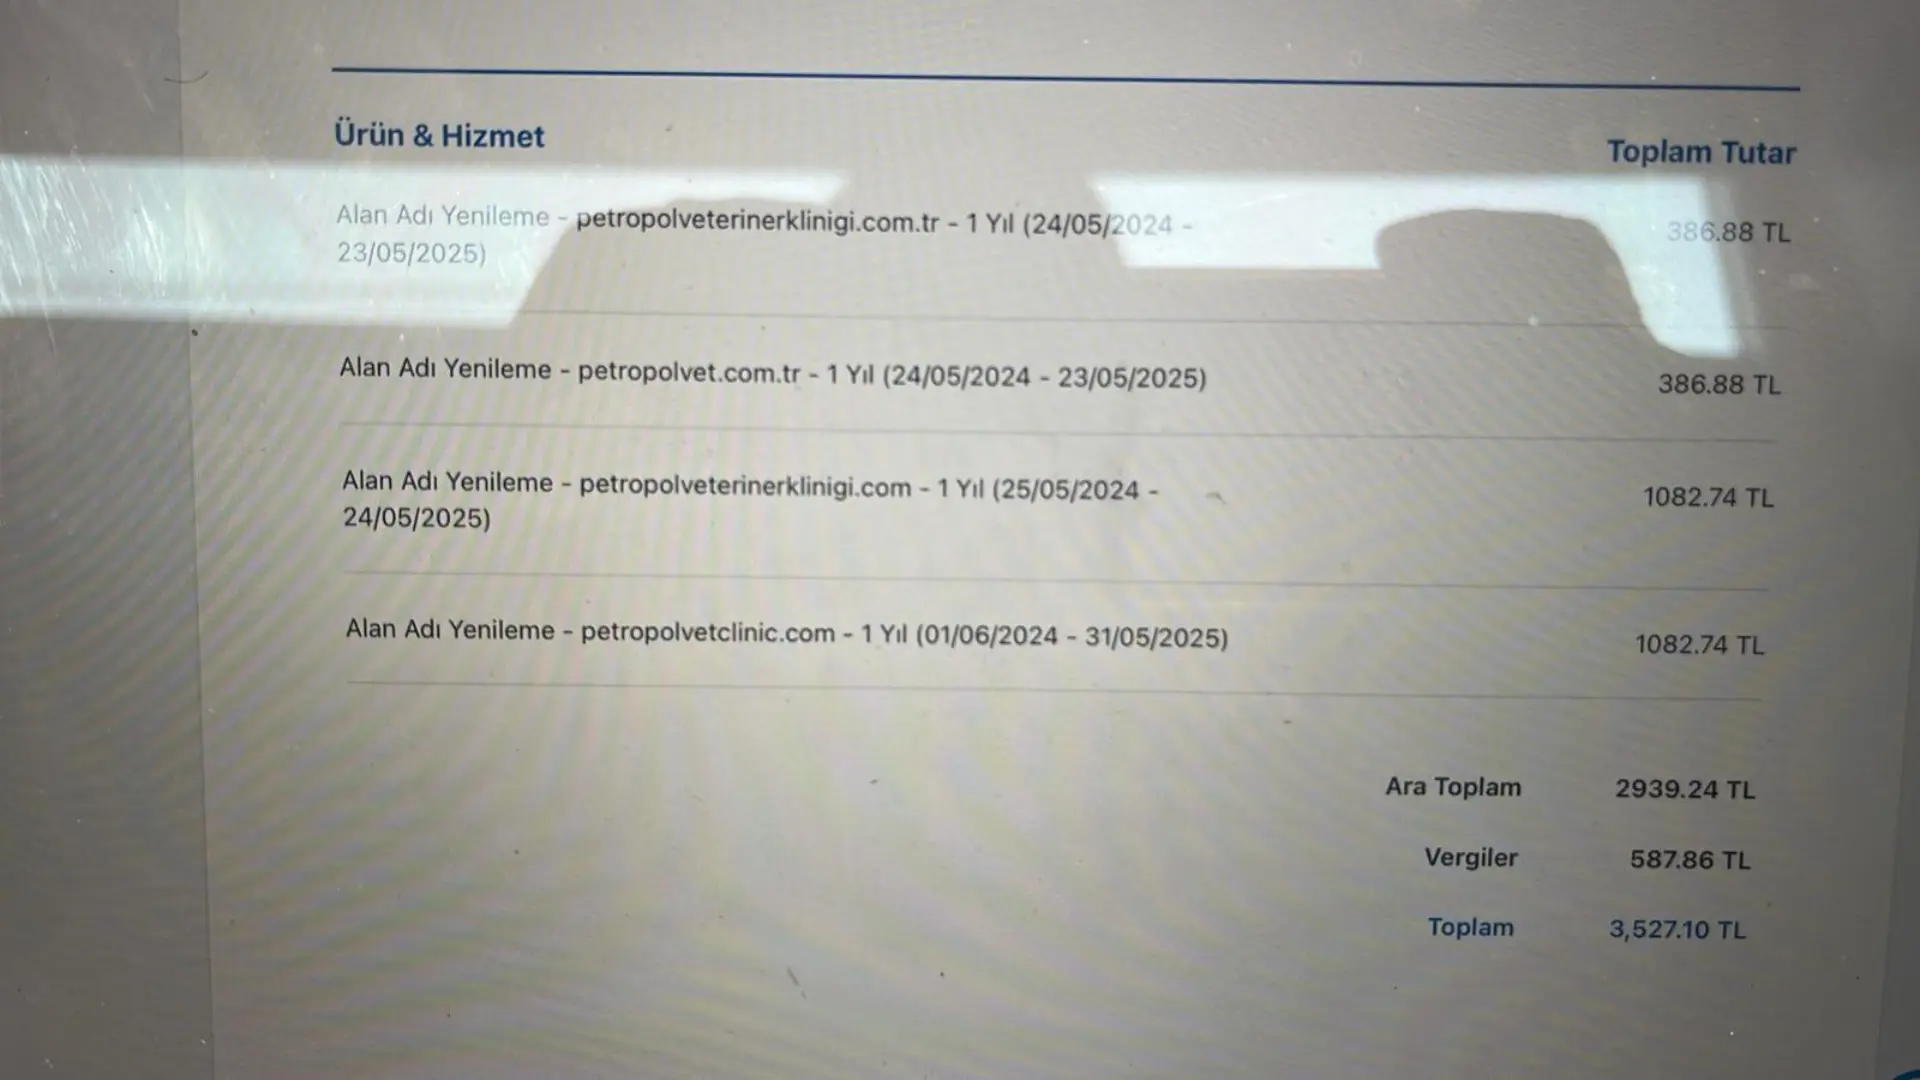 Ürün & Hizmet
Toplam Tutar
Alan Adı Yenileme - petropolveterinerklinigi.com.tr - 1 Yıl (24/05/2024 -
23/05/2025)
386.88 TL
Alan Adı Yenileme - petropolvet.com.tr - 1 Yıl (24/05/2024 - 23/05/2025)
386.88 TL
Alan Adı Yenileme - petropolveterinerklinigi.com - 1 Yıl (25/05/2024 -
24/05/2025)
1082.74 TL
Alan Adı Yenileme - petropolvetclinic.com - 1 Yıl (01/06/2024 - 31/05/2025)
1082.74 TL
Ara Toplam 2939.24 TL
Vergiler 587.86 TL
Toplam 3,527.10 TL